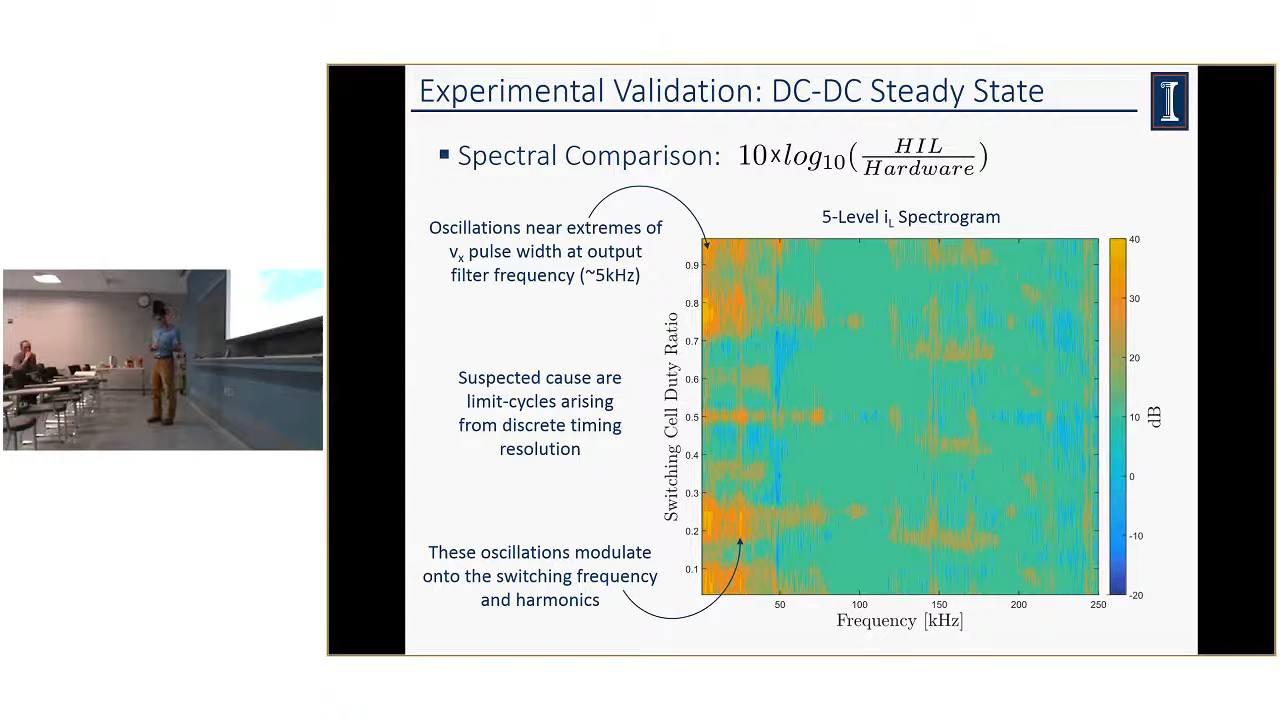 Experimental Validation: DC-DC Steady State
▪ Spectral Comparison: 10×log₁₀(HIL/Hardware)
Oscillations near extremes of
vₓ pulse width at output
filter frequency (~5kHz)
Suspected cause are
limit-cycles arising
from discrete timing
resolution
These oscillations modulate
onto the switching frequency
and harmonics
5-Level i_L Spectrogram
Switching Cell Duty Ratio
0.9
0.8
0.7
0.6
0.5
0.4
0.3
0.2
0.1
50 100 150 200 250
Frequency [kHz]
40
30
20
10
0
-10
-20
dB